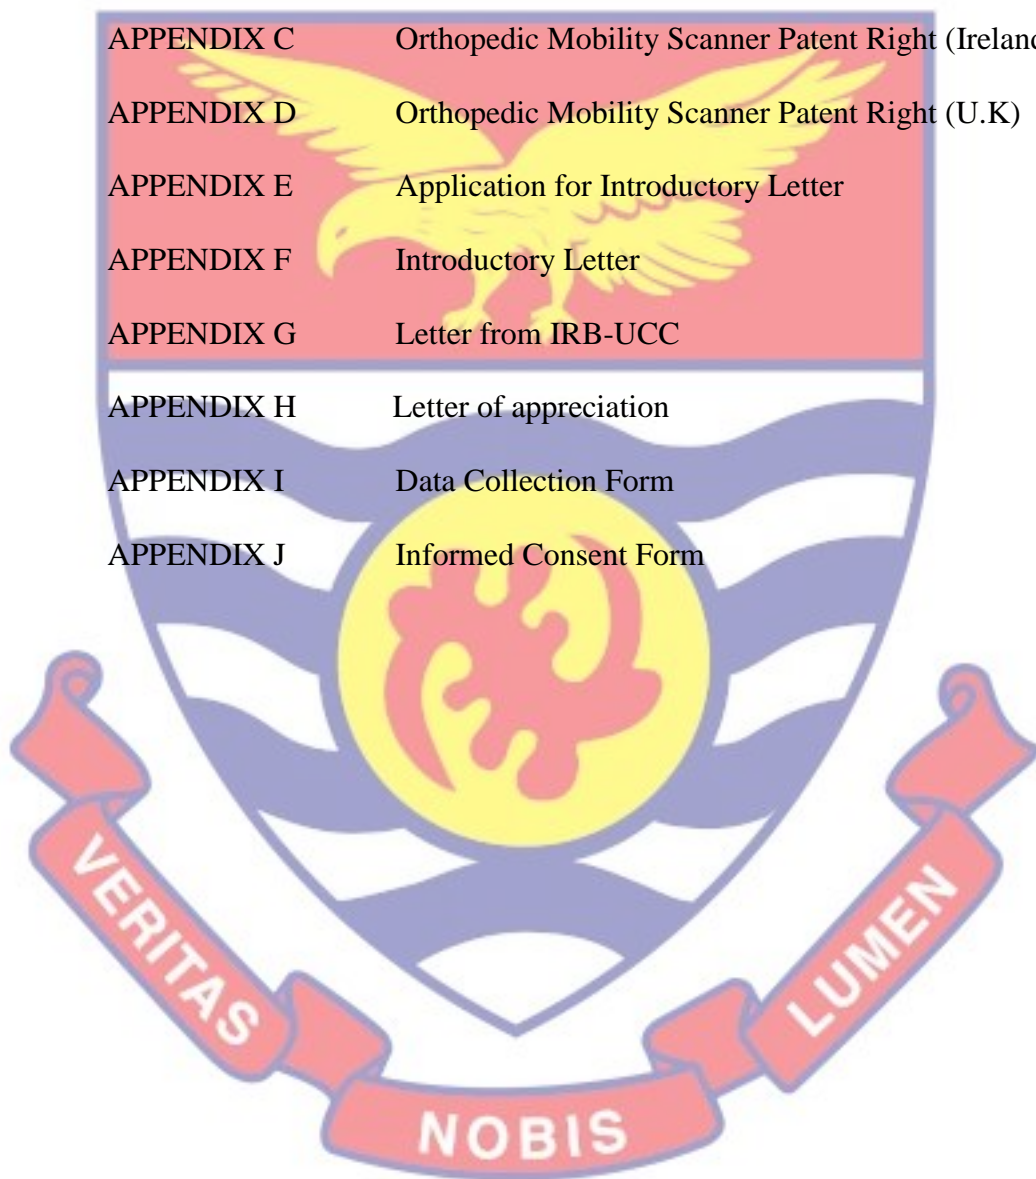 APPENDIX C Orthopedic Mobility Scanner Patent Right (Ireland
APPENDIX D Orthopedic Mobility Scanner Patent Right (U.K)
APPENDIX E Application for Introductory Letter
APPENDIX F Introductory Letter
APPENDIX G Letter from IRB-UCC
APPENDIX H Letter of appreciation
APPENDIX I Data Collection Form
APPENDIX J Informed Consent Form
VERITAS
NOBIS
LUMEN